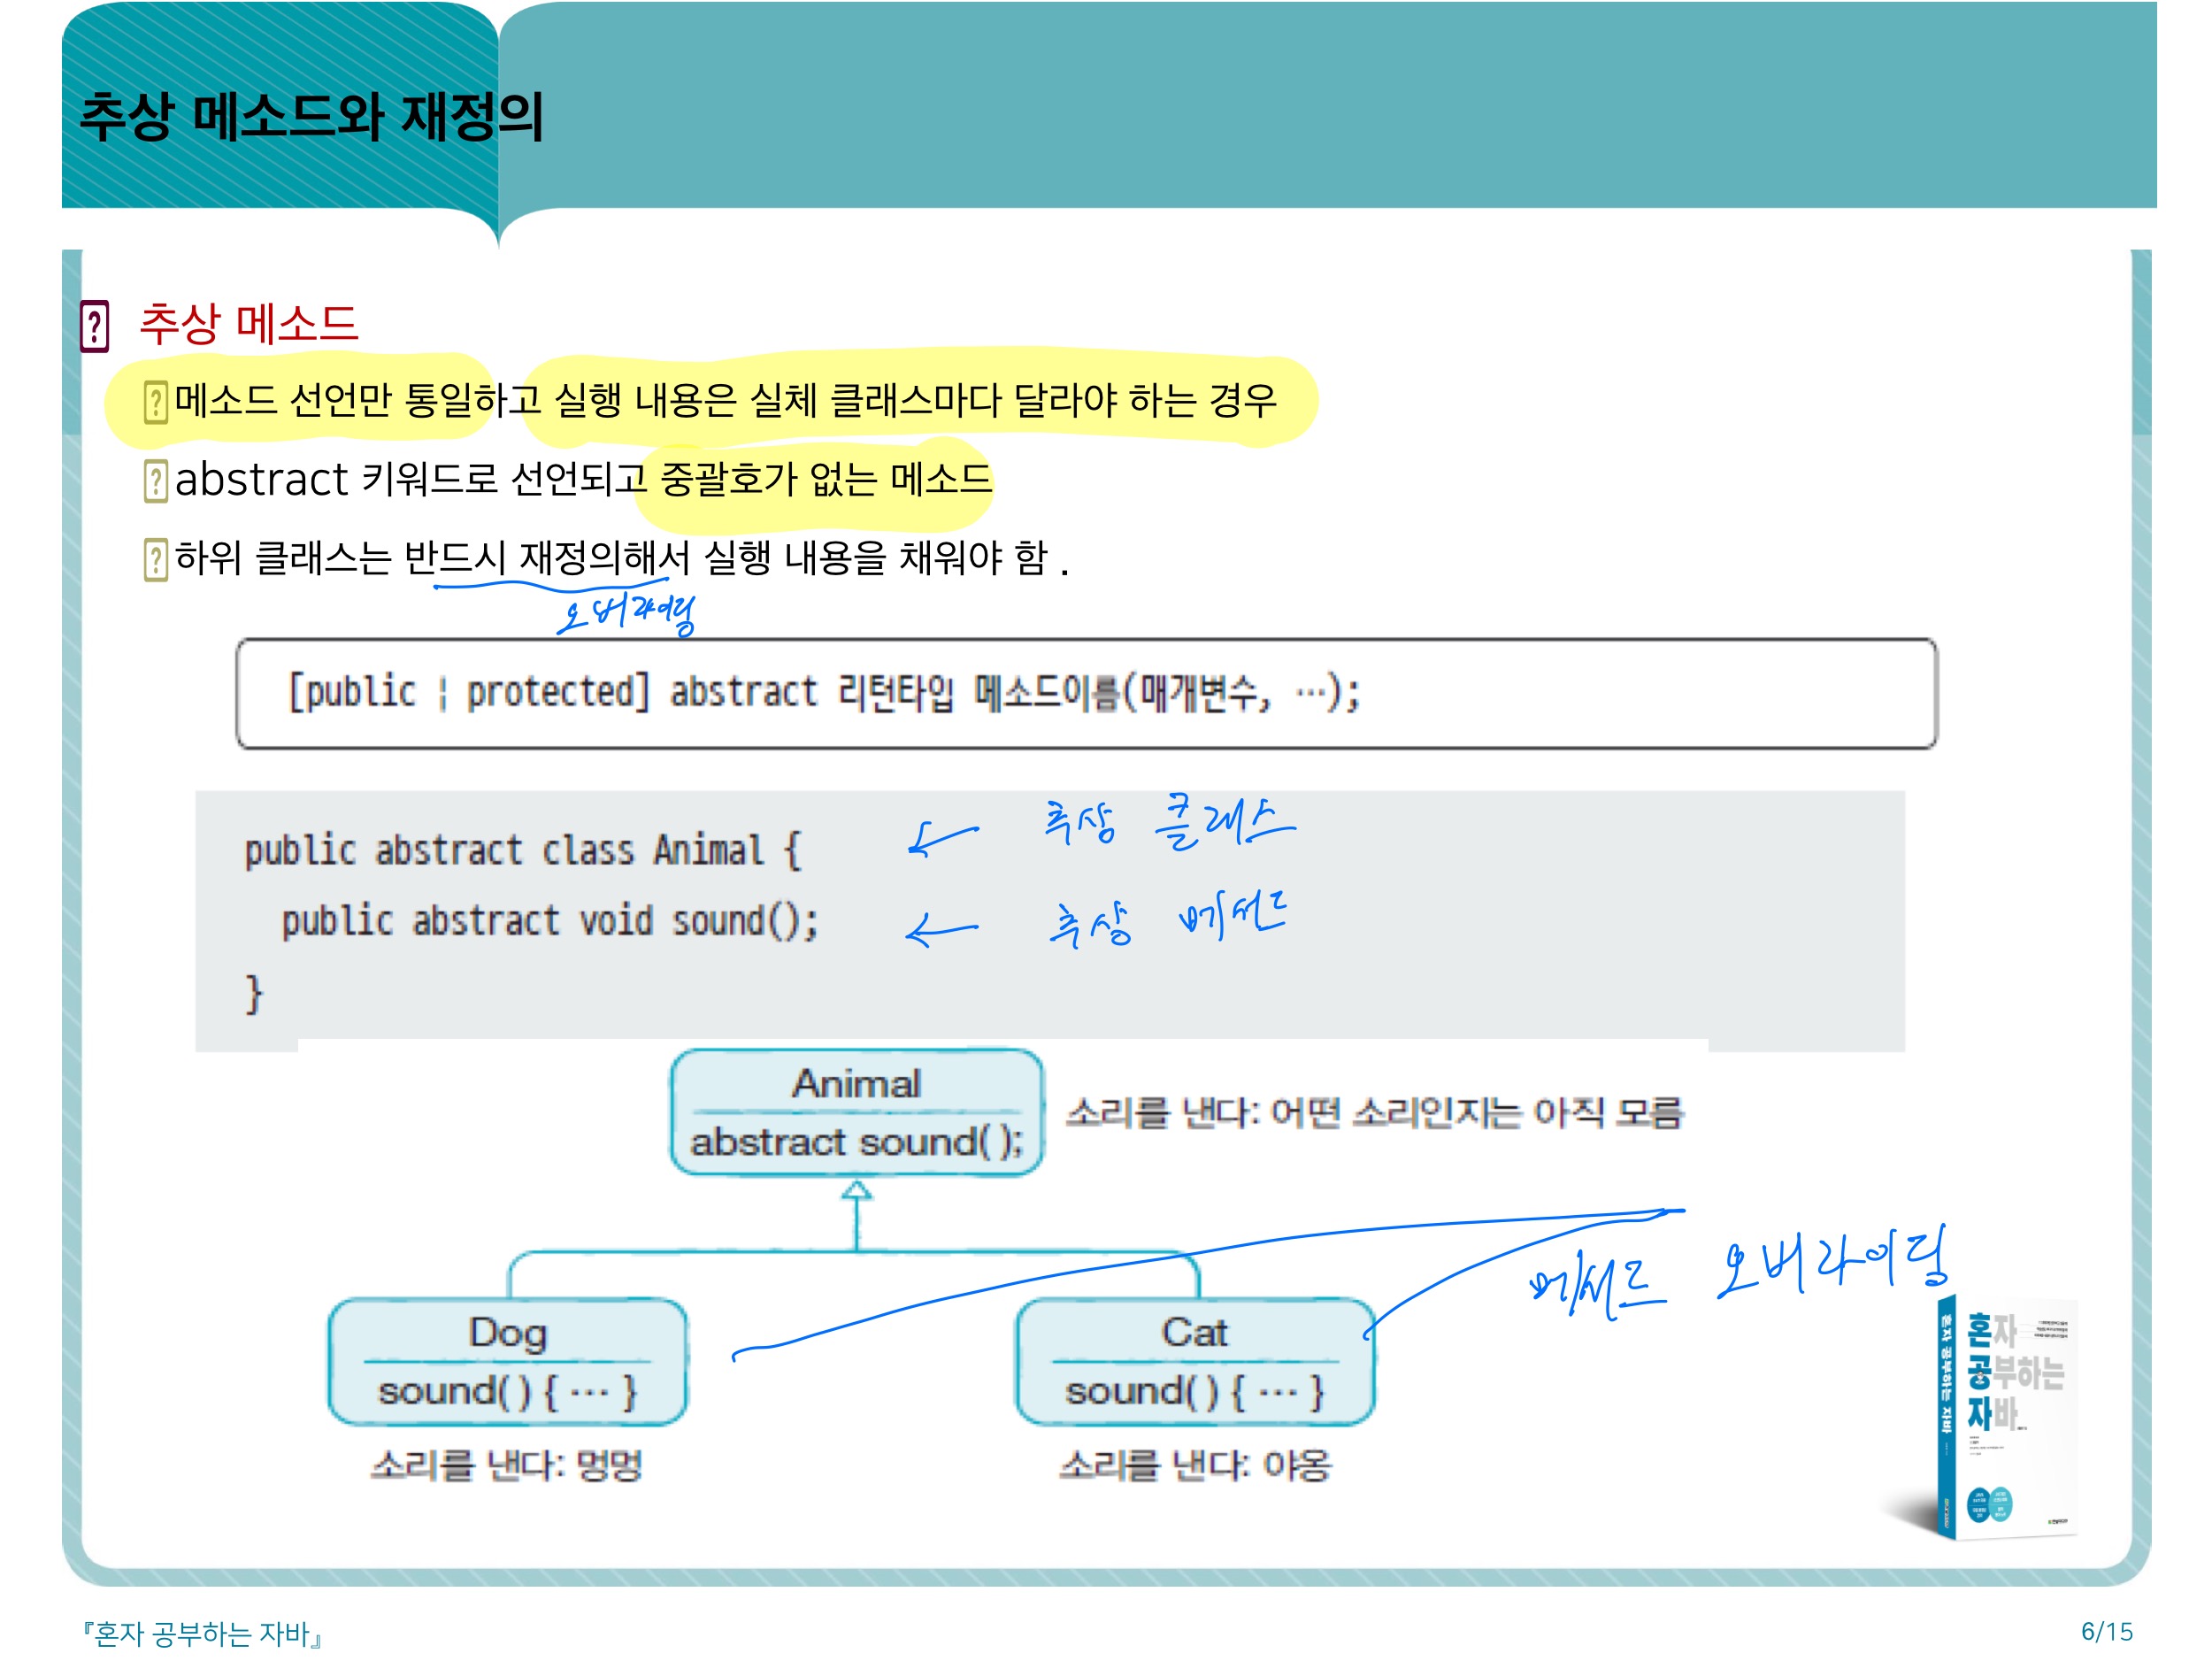 추상 메소드와 재정의
추상 메소드
메소드 선언만 통일하고 실행 내용은 실체 클래스마다 달라야 하는 경우
abstract 키워드로 선언되고 중괄호가 없는 메소드
하위 클래스는 반드시 재정의해서 실행 내용을 채워야 함 .
오버라이딩
[public | protected] abstract 리턴타입 메소드이름(매개변수, …);
public abstract class Animal { ← 추상 클래스
public abstract void sound(); ← 추상 메서드
}
Animal
abstract sound( );
소리를 낸다: 어떤 소리인지는 아직 모름
메서드 오버라이딩
Dog
sound( ) { … }
소리를 낸다: 멍멍
Cat
sound( ) { … }
소리를 낸다: 야옹
혼자 공부하는 자바
혼자
공부하는
자바
『혼자 공부하는 자바』
6/15